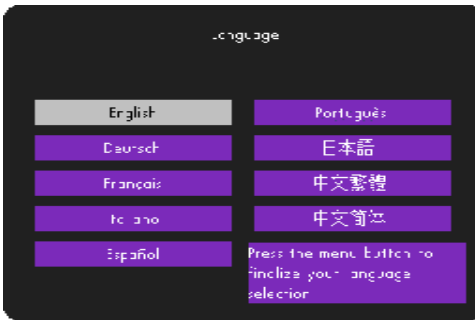 Language
English
Deutsch
Français
Italiano
Español
Português
日本語
中文繁體
中文简体
Press the menu button to
finalize your language
selection